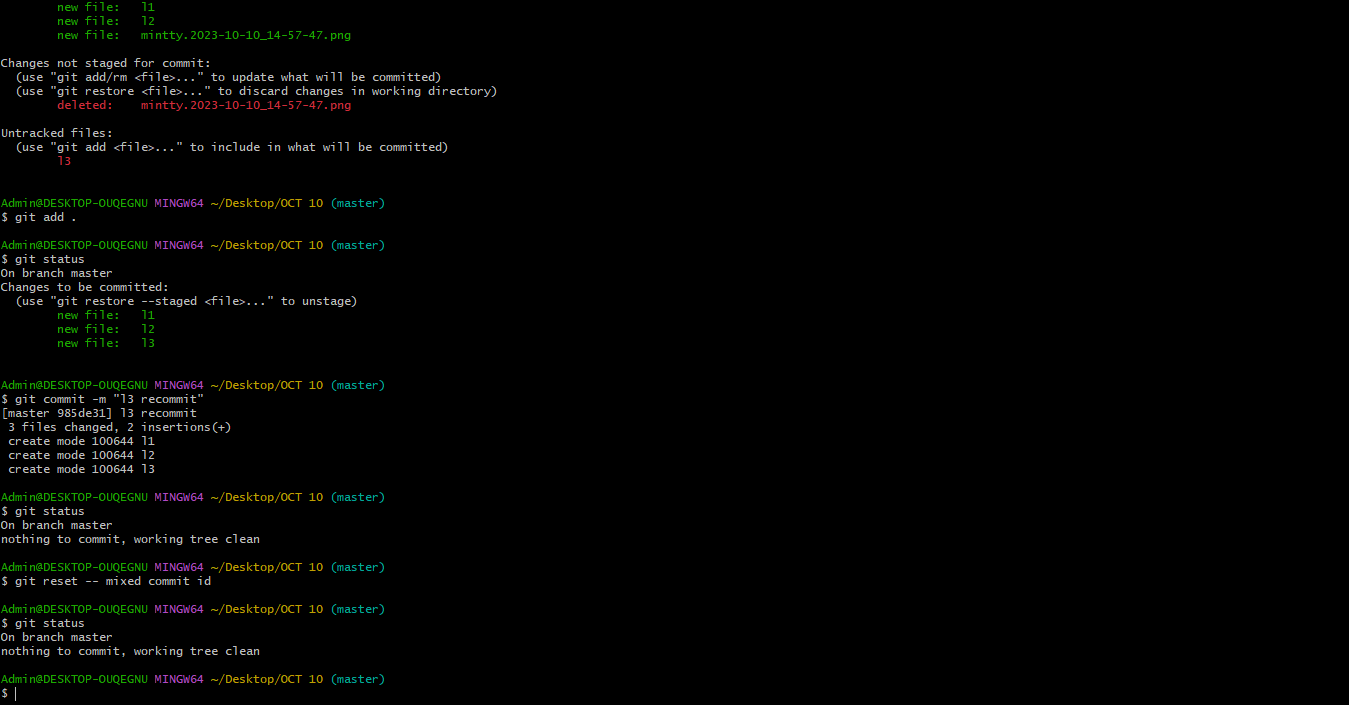 new file:   l1
new file:   l2
new file:   mintty.2023-10-10_14-57-47.png
Changes not staged for commit:
(use "git add/rm <file>..." to update what will be committed)
(use "git restore <file>..." to discard changes in working directory)
deleted:    mintty.2023-10-10_14-57-47.png
Untracked files:
(use "git add <file>..." to include in what will be committed)
l3
Admin@DESKTOP-OUQEGNU MINGW64 ~/Desktop/OCT 10 (master)
$ git add .
Admin@DESKTOP-OUQEGNU MINGW64 ~/Desktop/OCT 10 (master)
$ git status
On branch master
Changes to be committed:
(use "git restore --staged <file>..." to unstage)
new file:   l1
new file:   l2
new file:   l3
Admin@DESKTOP-OUQEGNU MINGW64 ~/Desktop/OCT 10 (master)
$ git commit -m "l3 recommit"
[master 985de31] l3 recommit
3 files changed, 2 insertions(+)
create mode 100644 l1
create mode 100644 l2
create mode 100644 l3
Admin@DESKTOP-OUQEGNU MINGW64 ~/Desktop/OCT 10 (master)
$ git status
On branch master
nothing to commit, working tree clean
Admin@DESKTOP-OUQEGNU MINGW64 ~/Desktop/OCT 10 (master)
$ git reset -- mixed commit id
Admin@DESKTOP-OUQEGNU MINGW64 ~/Desktop/OCT 10 (master)
$ git status
On branch master
nothing to commit, working tree clean
Admin@DESKTOP-OUQEGNU MINGW64 ~/Desktop/OCT 10 (master)
$